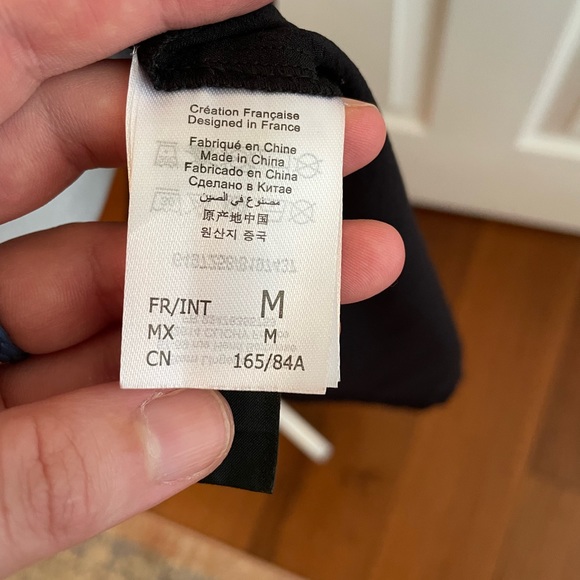 Création Française
Designed in France
Fabriqué en Chine
Made in China
Fabricado en China
Сделано в Китае
مصنوع في الصين
原产地中国
원산지 중국
FR/INT M
MX M
CN 165/84A